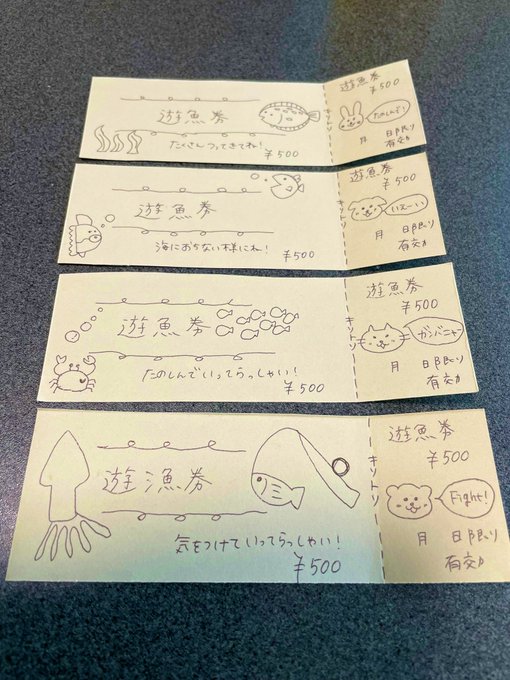 遊魚券
たくさんつってきてね!
¥500
キリトリ
遊魚券
¥500
たのしんで!
月 日限り
有効
遊魚券
海におちない様にね!
¥500
キリトリ
遊魚券
¥500
いえーい
月 日限り
有効
遊魚券
たのしんでいってらっしゃい!
¥500
キリトリ
遊魚券
¥500
ガンバニャ
月 日限り
有効
遊漁券
気をつけていってらっしゃい!
¥500
キリトリ
遊魚券
¥500
Fight!
月 日限り
有効